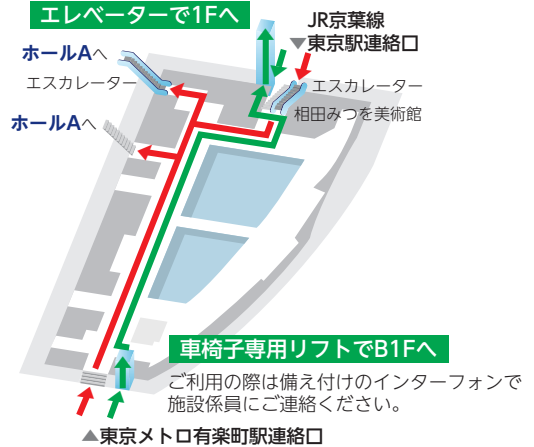 エレベーターで1Fへ
JR京葉線
▼東京駅連絡口
ホールAへ
エスカレーター
エスカレーター
相田みつを美術館
ホールAへ
車椅子専用リフトでB1Fへ
ご利用の際は備え付けのインターフォンで
施設係員にご連絡ください。
▲東京メトロ有楽町駅連絡口